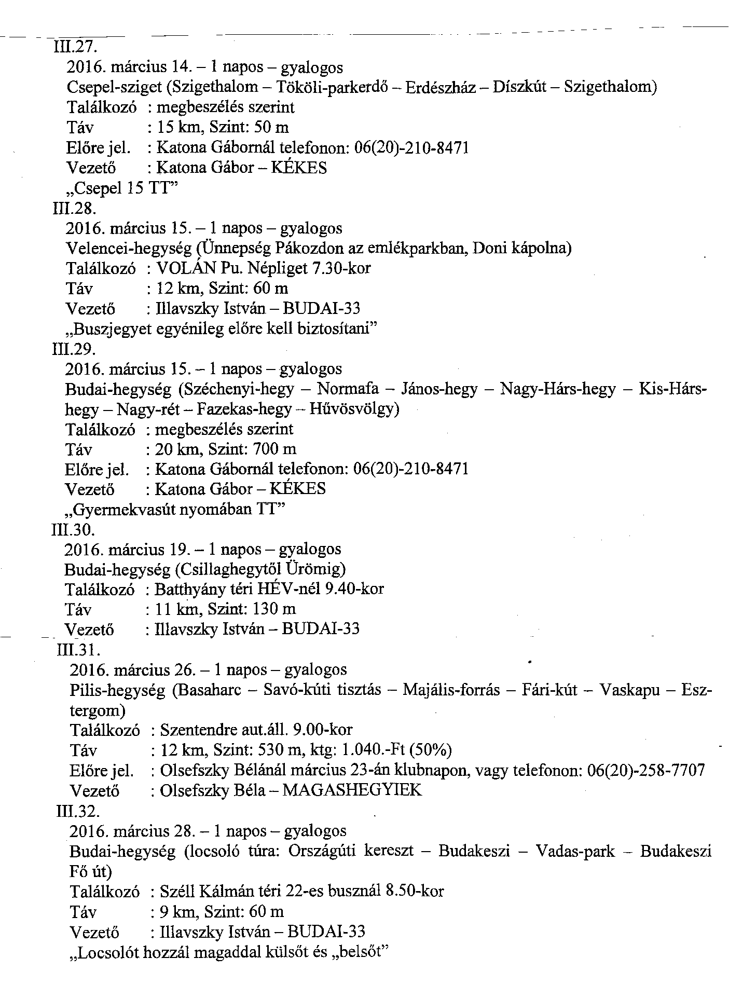 III.27.
2016. március 14. – 1 napos – gyalogos
Csepel-sziget (Szigethalom – Tököli-parkerdő – Erdészház – Díszkút – Szigethalom)
Találkozó : megbeszélés szerint
Táv : 15 km, Szint: 50 m
Előre jel. : Katona Gábornál telefonon: 06(20)-210-8471
Vezető : Katona Gábor – KÉKES
„Csepel 15 TT”
III.28.
2016. március 15. – 1 napos – gyalogos
Velencei-hegység (Ünnepség Pákozdon az emlékparkban, Doni kápolna)
Találkozó : VOLÁN Pu. Népliget 7.30-kor
Táv : 12 km, Szint: 60 m
Vezető : Illavszky István – BUDAI-33
„Buszjegyet egyénileg előre kell biztosítani”
III.29.
2016. március 15. – 1 napos – gyalogos
Budai-hegység (Széchenyi-hegy – Normafa – János-hegy – Nagy-Hárs-hegy – Kis-Hárs-
hegy – Nagy-rét – Fazekas-hegy – Hűvösvölgy)
Találkozó : megbeszélés szerint
Táv : 20 km, Szint: 700 m
Előre jel. : Katona Gábornál telefonon: 06(20)-210-8471
Vezető : Katona Gábor – KÉKES
„Gyermekvasút nyomában TT”
III.30.
2016. március 19. – 1 napos – gyalogos
Budai-hegység (Csillaghegytől Ürömig)
Találkozó : Batthyány téri HÉV-nél 9.40-kor
Táv : 11 km, Szint: 130 m
Vezető : Illavszky István – BUDAI-33
III.31.
2016. március 26. – 1 napos – gyalogos
Pilis-hegység (Basaharc – Savó-kúti tisztás – Majális-forrás – Fári-kút – Vaskapu – Esz-
tergom)
Találkozó : Szentendre aut.áll. 9.00-kor
Táv : 12 km, Szint: 530 m, ktg: 1.040.-Ft (50%)
Előre jel. : Olsefszky Bélánál március 23-án klubnapon, vagy telefonon: 06(20)-258-7707
Vezető : Olsefszky Béla – MAGASHEGYIEK
III.32.
2016. március 28. – 1 napos – gyalogos
Budai-hegység (locsoló túra: Országúti kereszt – Budakeszi – Vadas-park – Budakeszi
Fő út)
Találkozó : Széll Kálmán téri 22-es busznál 8.50-kor
Táv : 9 km, Szint: 60 m
Vezető : Illavszky István – BUDAI-33
„Locsolót hozzál magaddal külsőt és „belsőt”